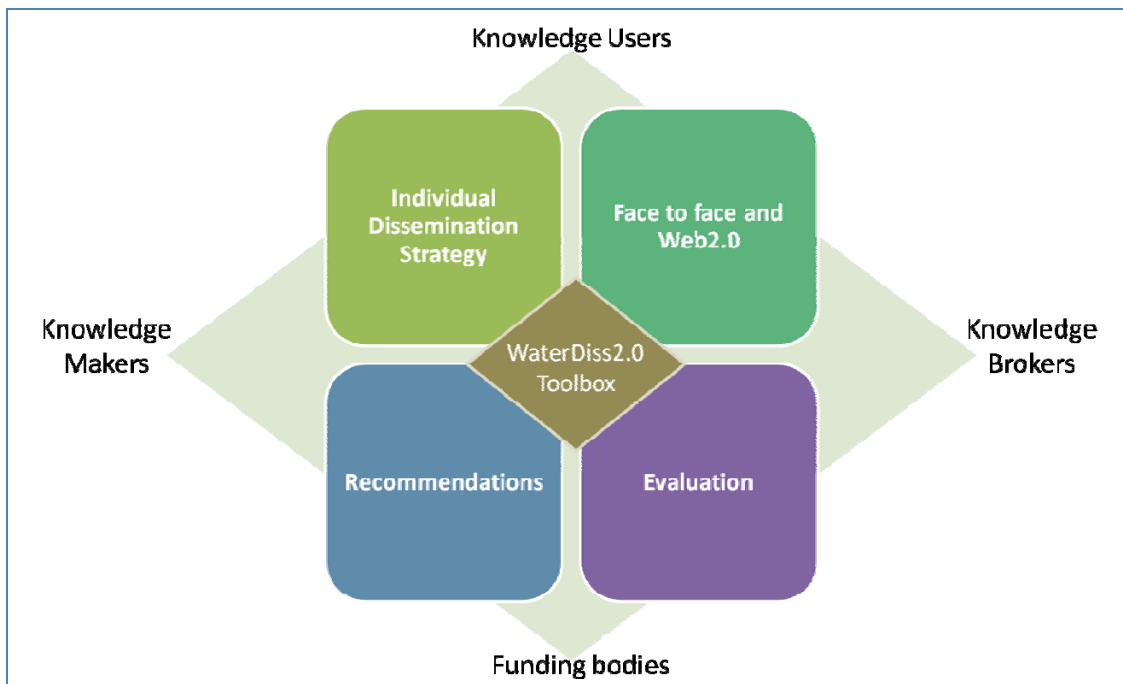 Knowledge Users
Individual
Dissemination
Strategy
Face to face and
Web2.0
Knowledge
Makers
WaterDiss2.0
Toolbox
Knowledge
Brokers
Recommendations
Evaluation
Funding bodies